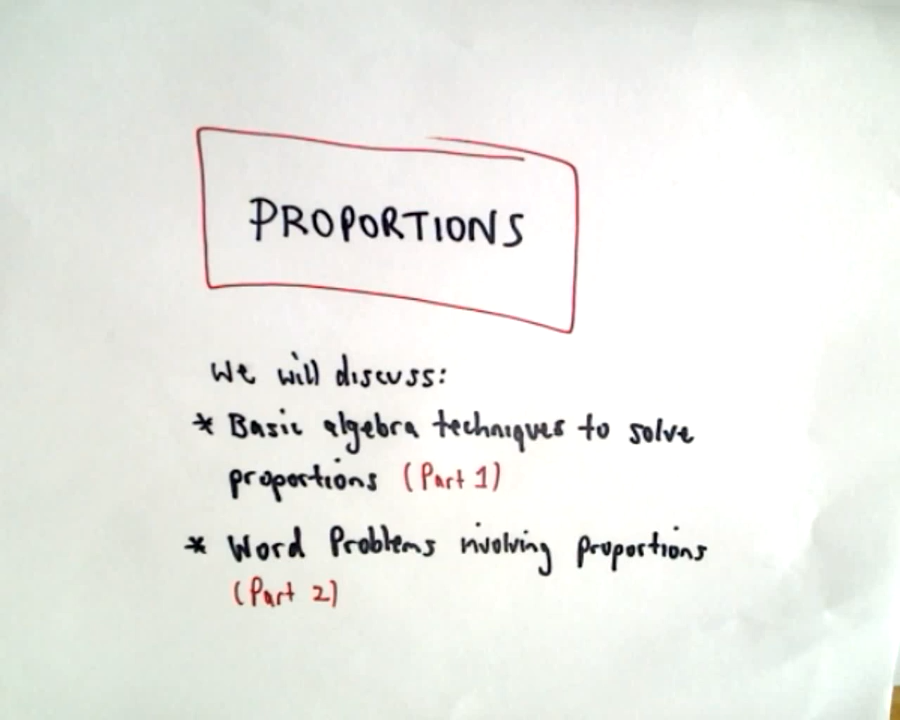 PROPORTIONS
We will discuss:
* Basic algebra techniques to solve
proportions (Part 1)
* Word Problems involving proportions
(Part 2)